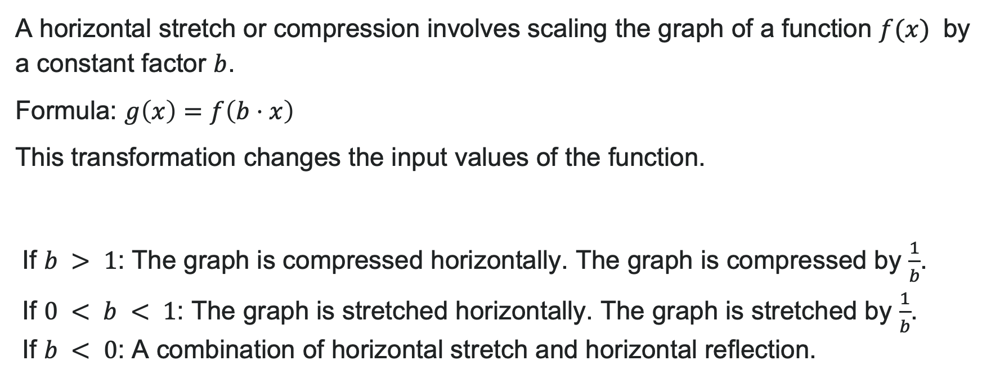 A horizontal stretch or compression involves scaling the graph of a function f(x) by
a constant factor b.
Formula: g(x) = f(b · x)
This transformation changes the input values of the function.
If b > 1: The graph is compressed horizontally. The graph is compressed by 1/b.
If 0 < b < 1: The graph is stretched horizontally. The graph is stretched by 1/b.
If b < 0: A combination of horizontal stretch and horizontal reflection.